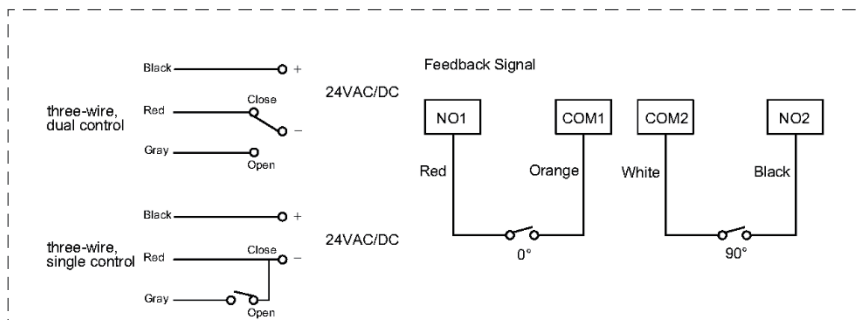 Black
+
24VAC/DC
three-wire,
dual control
Red
Close
−
Gray
Open
Black
+
24VAC/DC
three-wire,
single control
Red
Close
−
Gray
Open
Feedback Signal
NO1
COM1
COM2
NO2
Red
Orange
White
Black
0°
90°